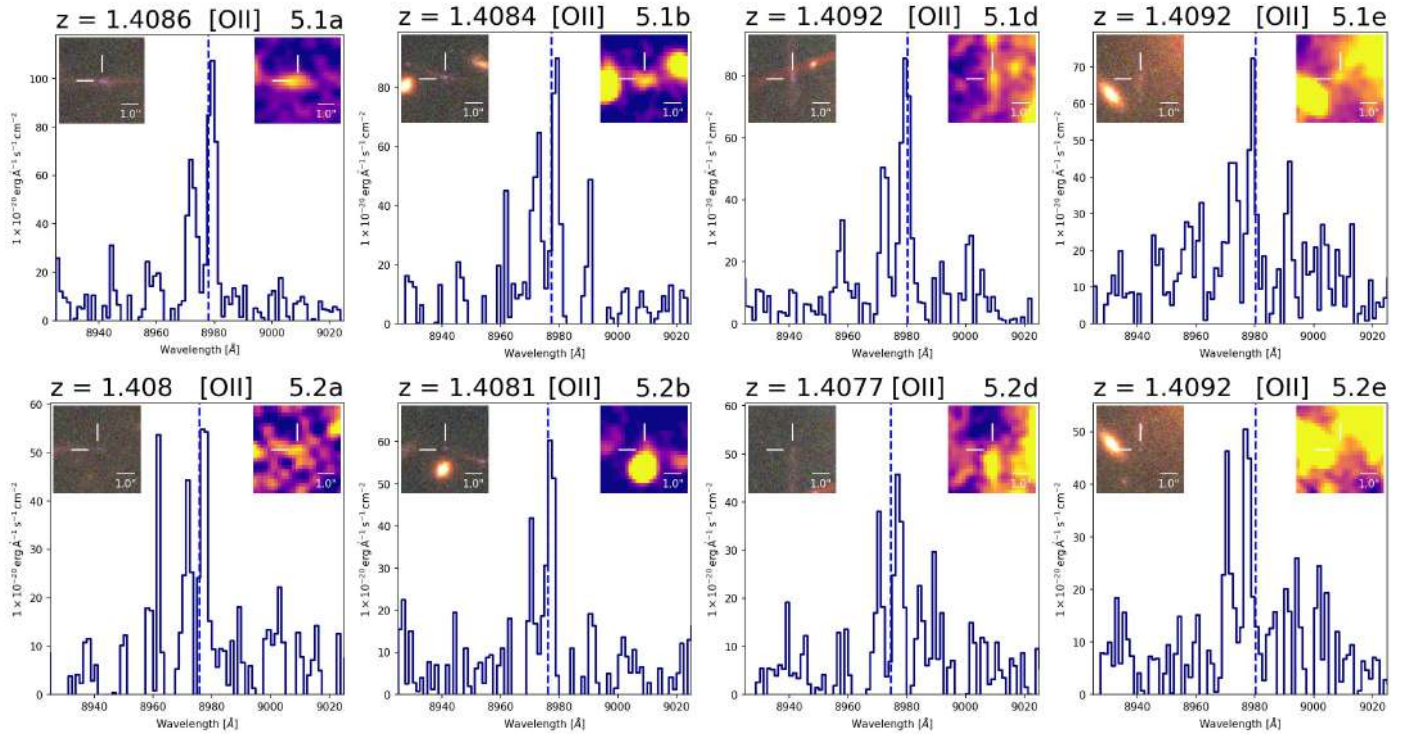 z = 1.4086 [OII] 5.1a
1.0"
1.0"
100
80
60
40
20
0
8940 8960 8980 9000 9020
Wavelength [Å]
1 × 10⁻²⁰ erg Å⁻¹ s⁻¹ cm⁻²
z = 1.4084 [OII] 5.1b
1.0"
1.0"
80
60
40
20
0
8940 8960 8980 9000 9020
Wavelength [Å]
1 × 10⁻²⁰ erg Å⁻¹ s⁻¹ cm⁻²
z = 1.4092 [OII] 5.1d
1.0"
1.0"
80
60
40
20
0
8940 8960 8980 9000 9020
Wavelength [Å]
1 × 10⁻²⁰ erg Å⁻¹ s⁻¹ cm⁻²
z = 1.4092 [OII] 5.1e
1.0"
1.0"
70
60
50
40
30
20
10
0
8940 8960 8980 9000 9020
Wavelength [Å]
1 × 10⁻²⁰ erg Å⁻¹ s⁻¹ cm⁻²
z = 1.408 [OII] 5.2a
1.0"
1.0"
60
50
40
30
20
10
0
8940 8960 8980 9000 9020
Wavelength [Å]
1 × 10⁻²⁰ erg Å⁻¹ s⁻¹ cm⁻²
z = 1.4081 [OII] 5.2b
1.0"
1.0"
60
50
40
30
20
10
0
8940 8960 8980 9000 9020
Wavelength [Å]
1 × 10⁻²⁰ erg Å⁻¹ s⁻¹ cm⁻²
z = 1.4077 [OII] 5.2d
1.0"
1.0"
60
50
40
30
20
10
0
8940 8960 8980 9000 9020
Wavelength [Å]
1 × 10⁻²⁰ erg Å⁻¹ s⁻¹ cm⁻²
z = 1.4092 [OII] 5.2e
1.0"
1.0"
50
40
30
20
10
0
8940 8960 8980 9000 9020
Wavelength [Å]
1 × 10⁻²⁰ erg Å⁻¹ s⁻¹ cm⁻²